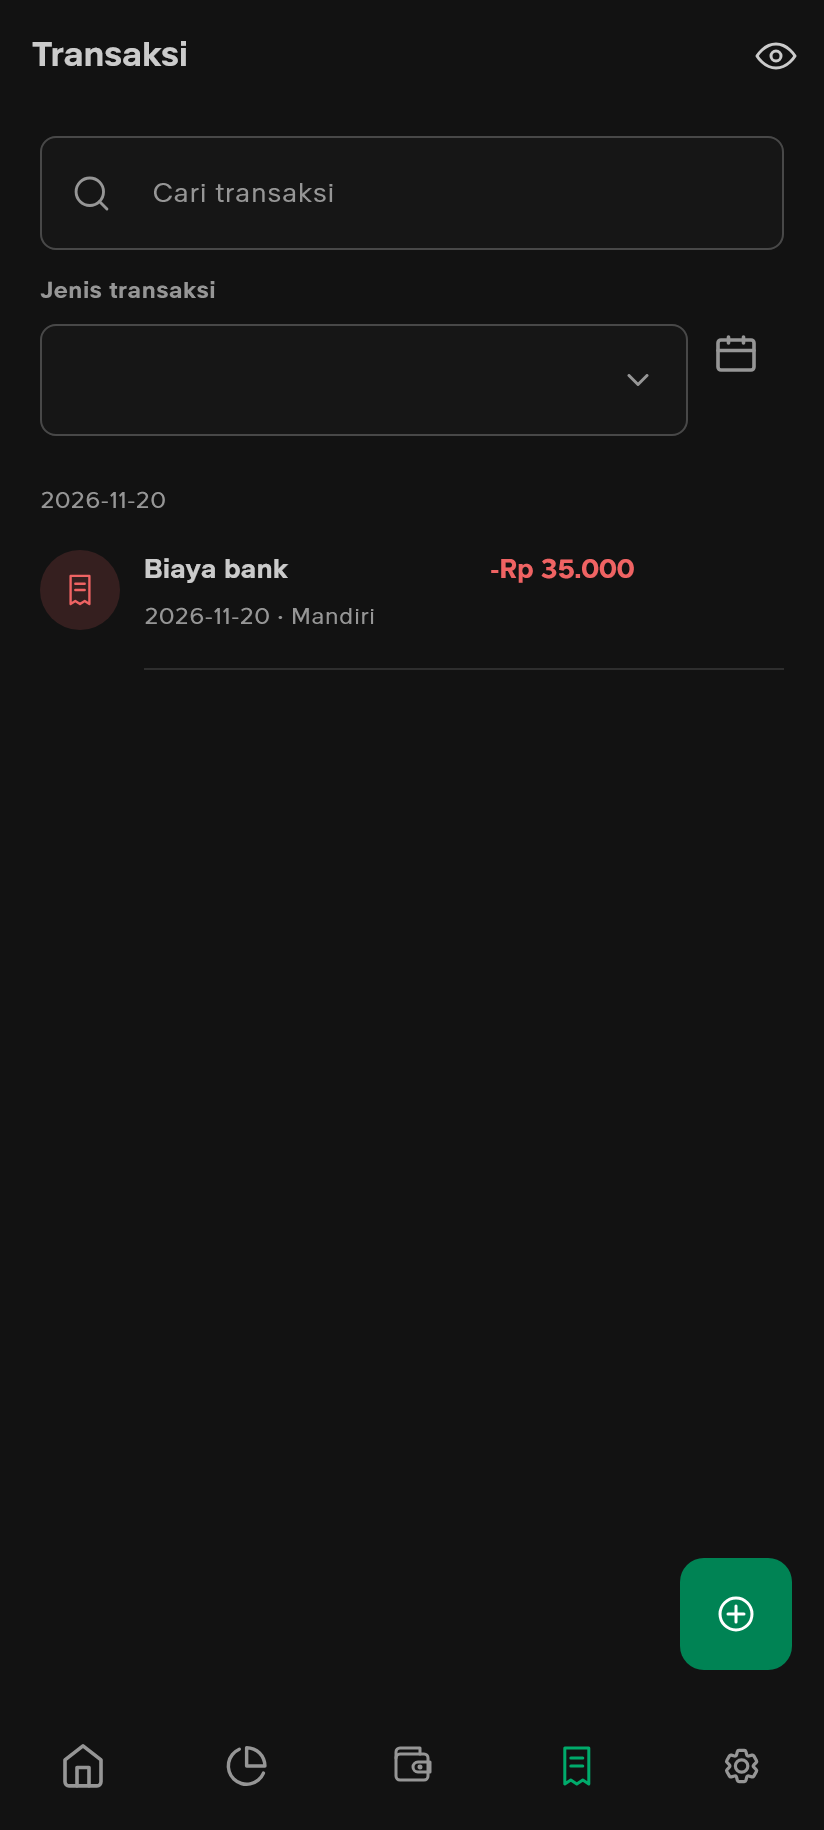 Transaksi
Cari transaksi
Jenis transaksi
2026-11-20
Biaya bank
-Rp 35.000
2026-11-20 · Mandiri